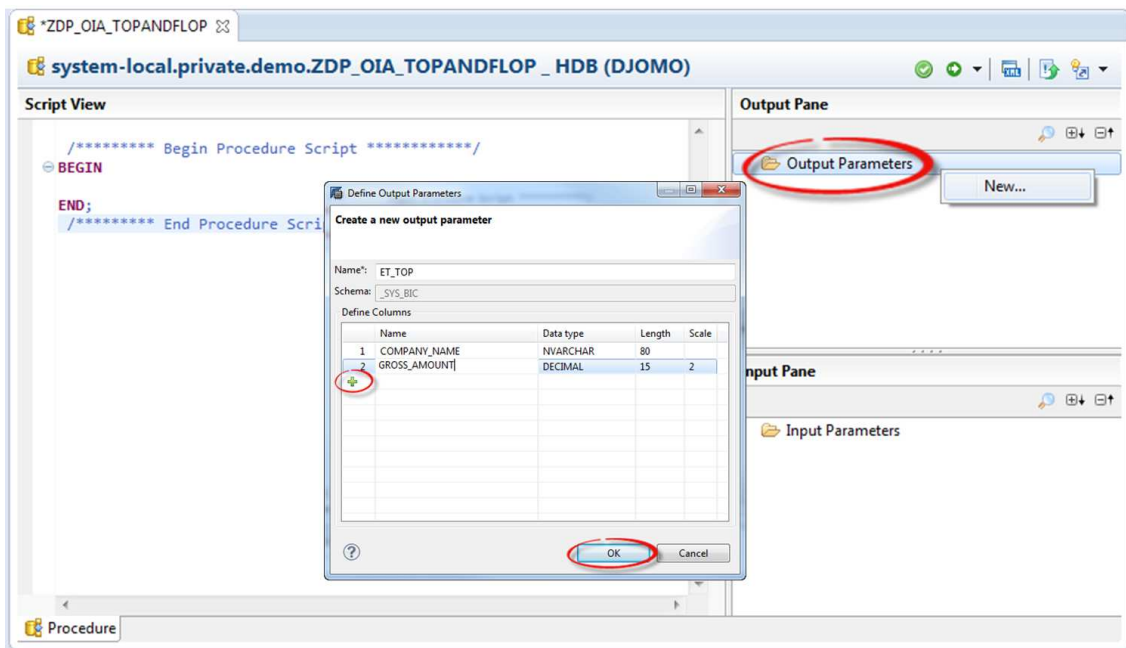 *ZDP_OIA_TOPANDFLOP
system-local.private.demo.ZDP_OIA_TOPANDFLOP _ HDB (DJOMO)
Script View
/********* Begin Procedure Script ************/
BEGIN
END;
/********* End Procedure Scri
Output Pane
Output Parameters
New...
Define Output Parameters
Create a new output parameter
Name*: ET_TOP
Schema: _SYS_BIC
Define Columns
Name Data type Length Scale
1 COMPANY_NAME NVARCHAR 80
2 GROSS_AMOUNT DECIMAL 15 2
OK Cancel
nput Pane
Input Parameters
Procedure